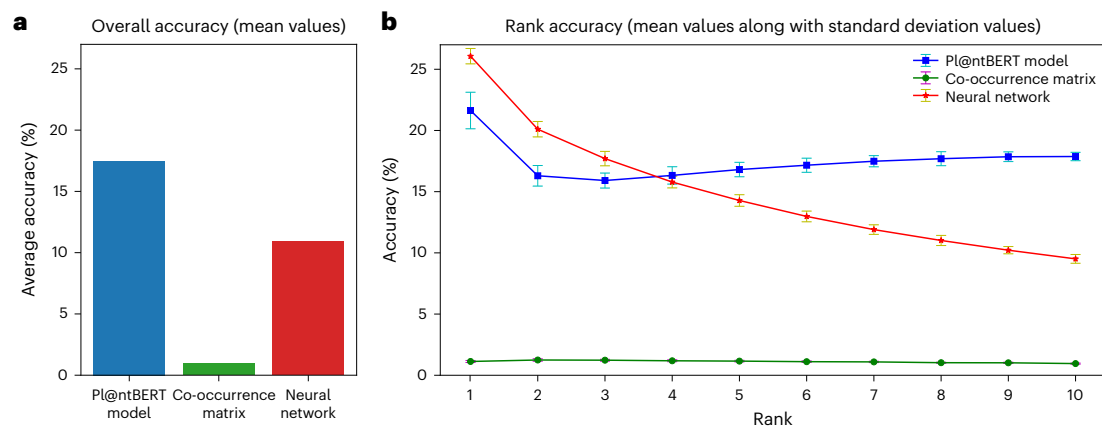 a
Overall accuracy (mean values)
Average accuracy (%)
25
20
15
10
5
0
Pl@ntBERT
model
Co-occurrence
matrix
Neural
network
b
Rank accuracy (mean values along with standard deviation values)
Accuracy (%)
25
20
15
10
5
0
Pl@ntBERT model
Co-occurrence matrix
Neural network
1 2 3 4 5 6 7 8 9 10
Rank